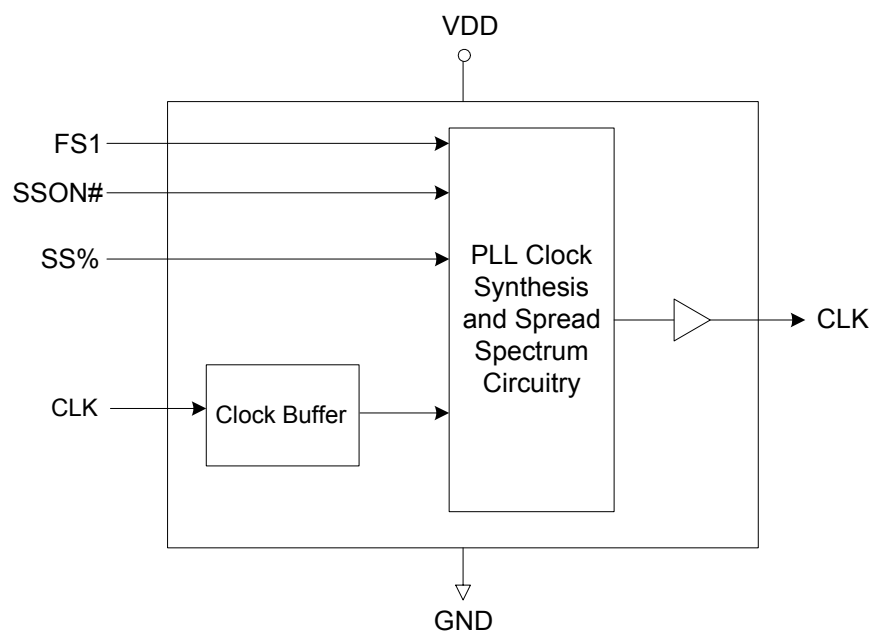 VDD
FS1
SSON#
SS%
PLL Clock
Synthesis
and Spread
Spectrum
Circuitry
CLK
CLK
Clock Buffer
GND